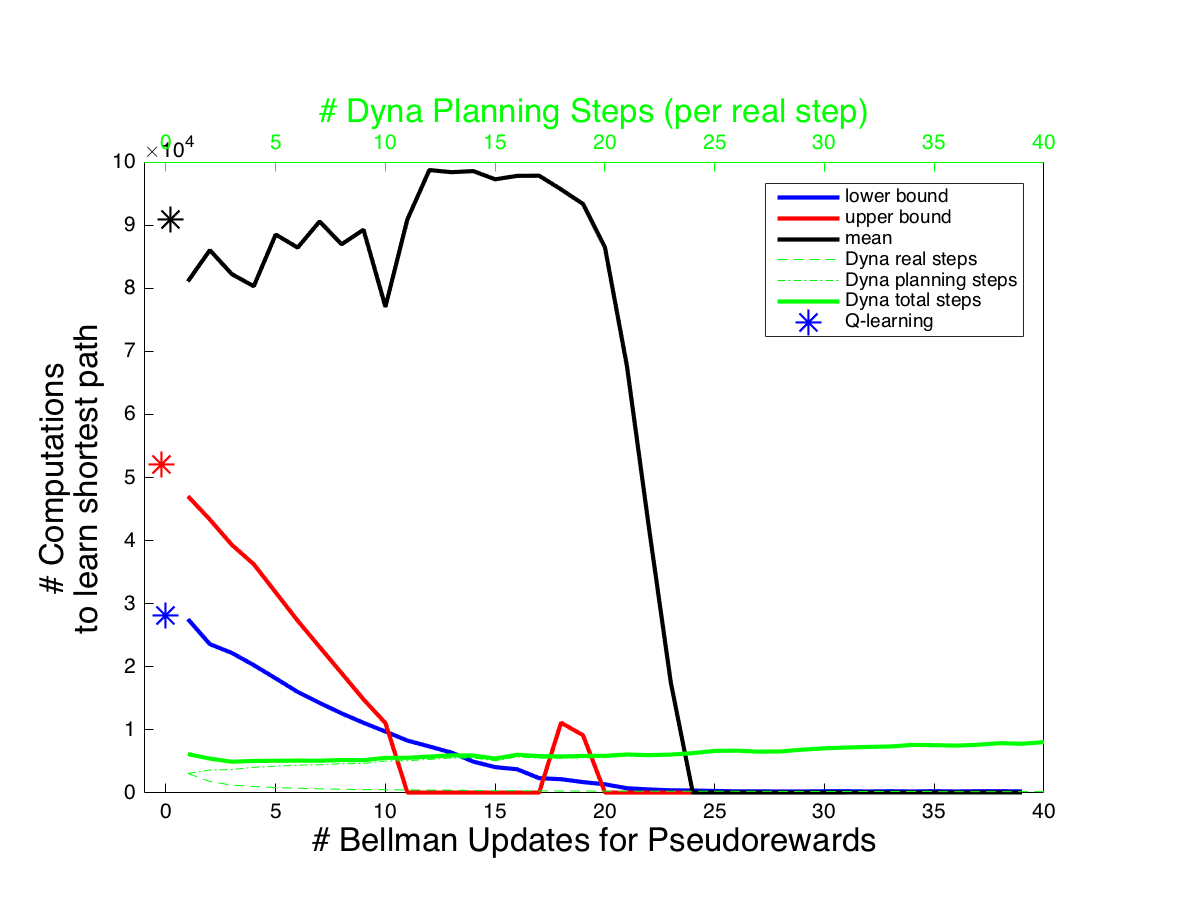 # Dyna Planning Steps (per real step)
0 5 10 15 20 25 30 35 40
×10^4
10
9
8
7
6
5
4
3
2
1
0
# Computations
to learn shortest path
lower bound
upper bound
mean
Dyna real steps
Dyna planning steps
Dyna total steps
Q-learning
0 5 10 15 20 25 30 35 40
# Bellman Updates for Pseudorewards